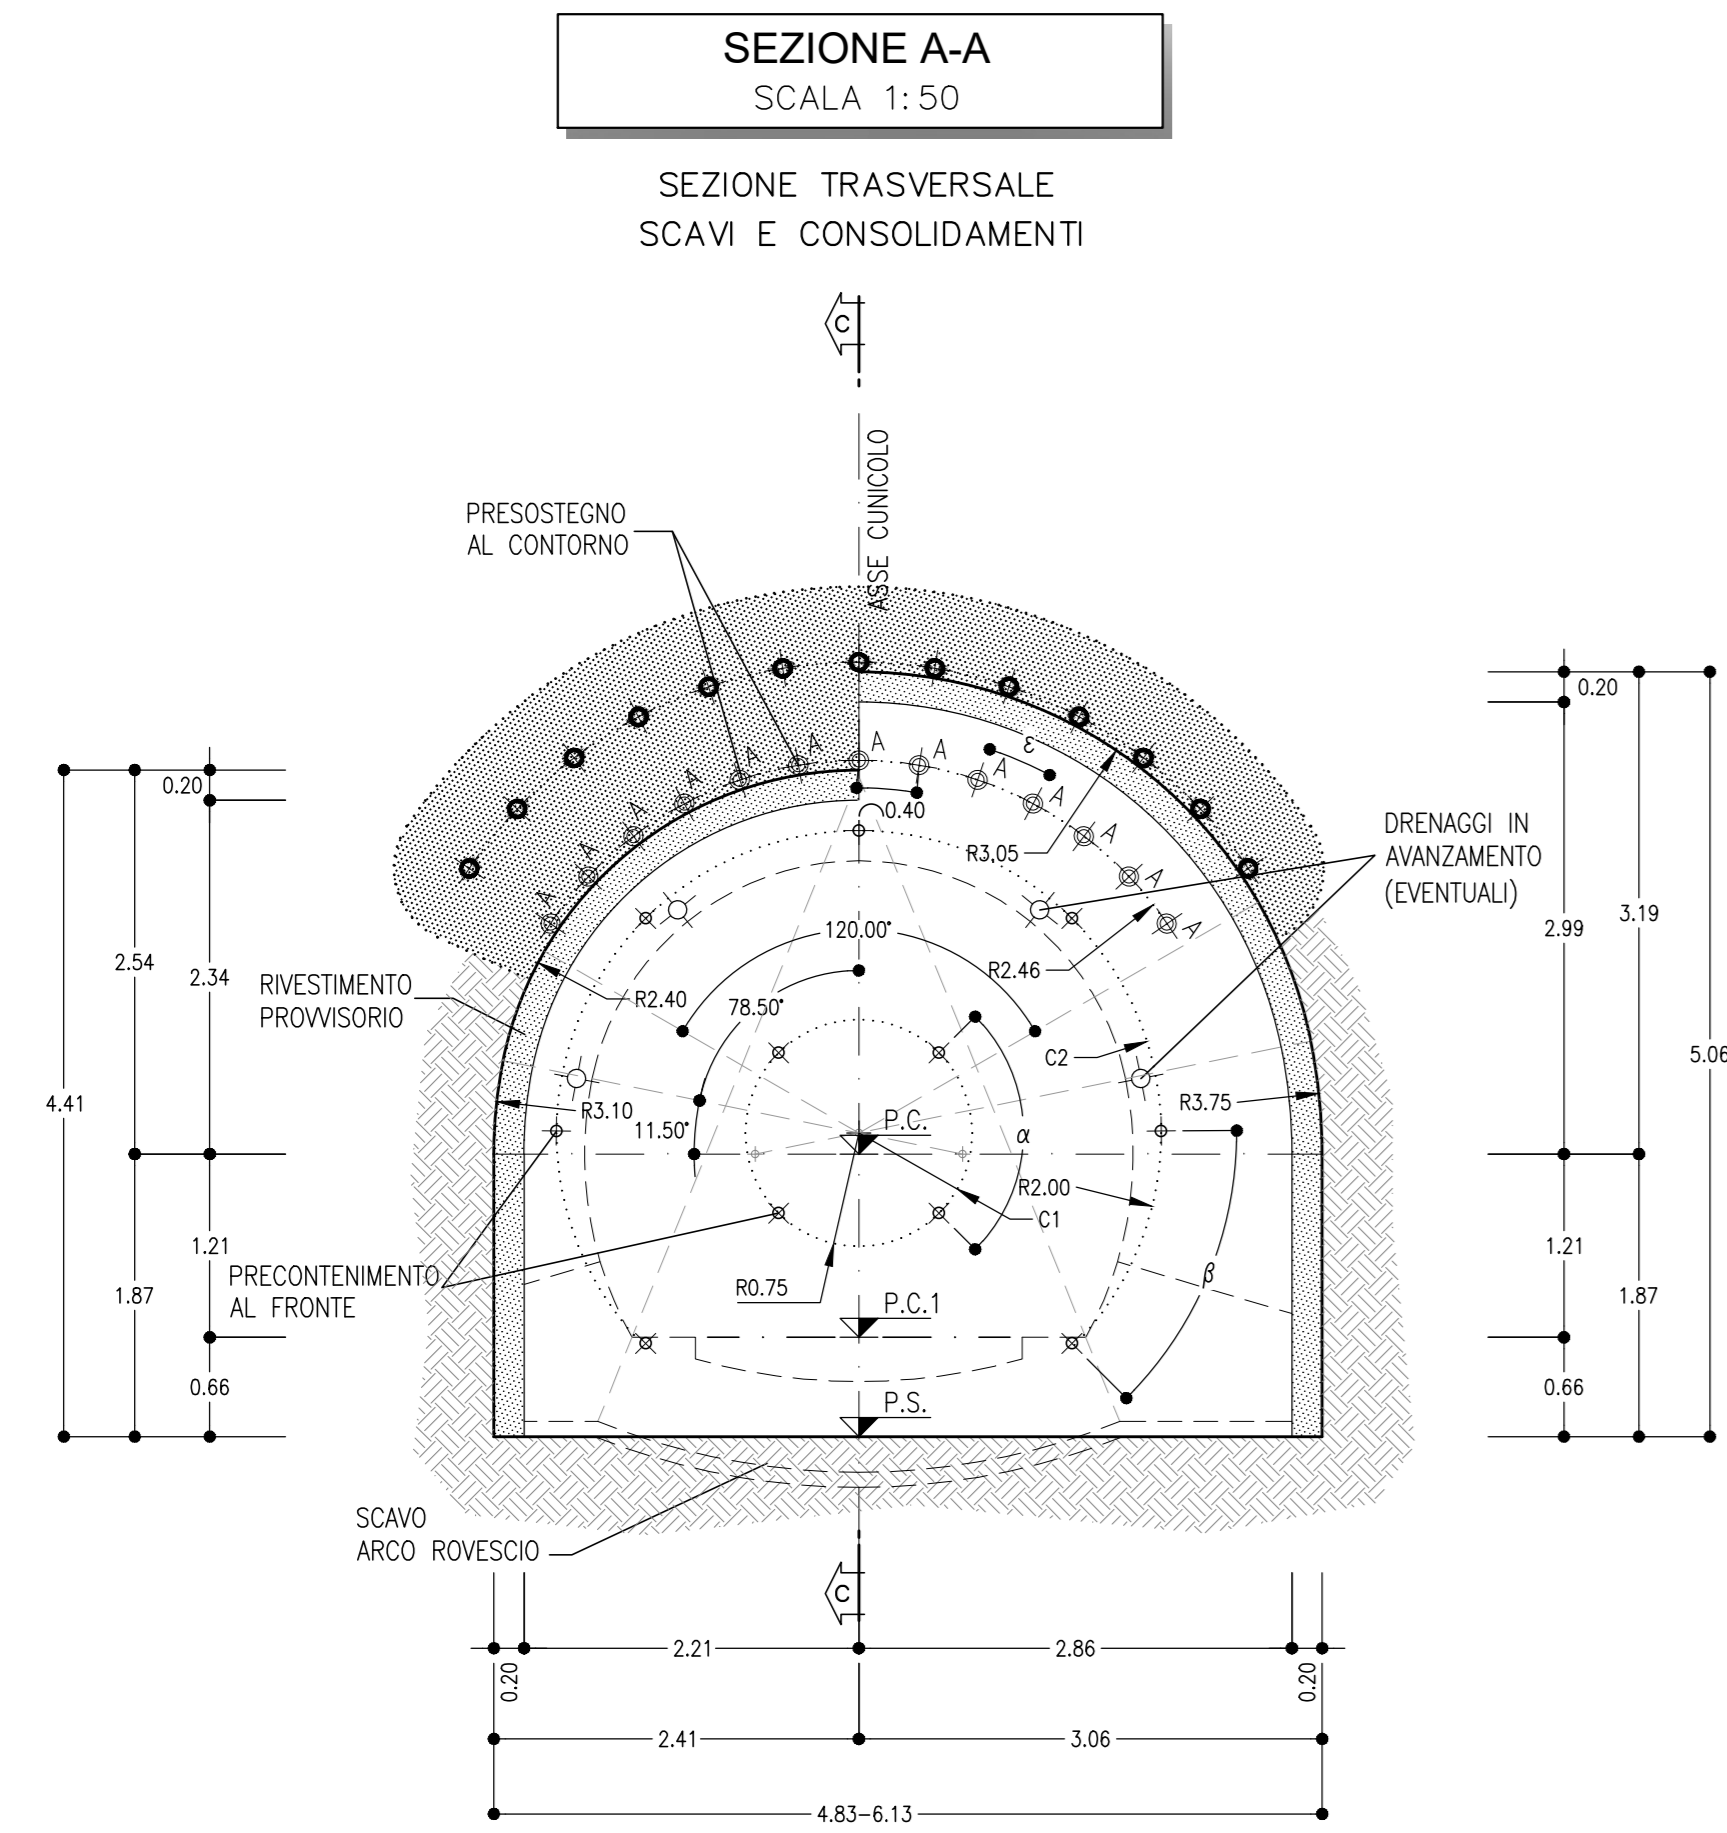 SEZIONE A-A
SCALA 1:50
SEZIONE TRASVERSALE
SCAVI E CONSOLIDAMENTI
C
ASSE CUNICOLO
PRESOSTEGNO
AL CONTORNO
0.20
0.20
A
A
A
A
A
A
A
A
A
A
A
A
A
ε
0.40
R3.05
DRENAGGI IN
AVANZAMENTO
(EVENTUALI)
120.00°
2.54
2.34
2.99
3.19
R2.46
RIVESTIMENTO
PROVVISORIO
R2.40
78.50°
C2
5.06
4.41
R3.10
11.50°
R3.75
P.C.
α
R2.00
C1
1.21
1.21
PRECONTENIMENTO
AL FRONTE
1.87
R0.75
β
1.87
P.C.1
0.66
0.66
P.S.
SCAVO
ARCO ROVESCIO
C
2.21
2.86
0.20
0.20
2.41
3.06
4.83-6.13